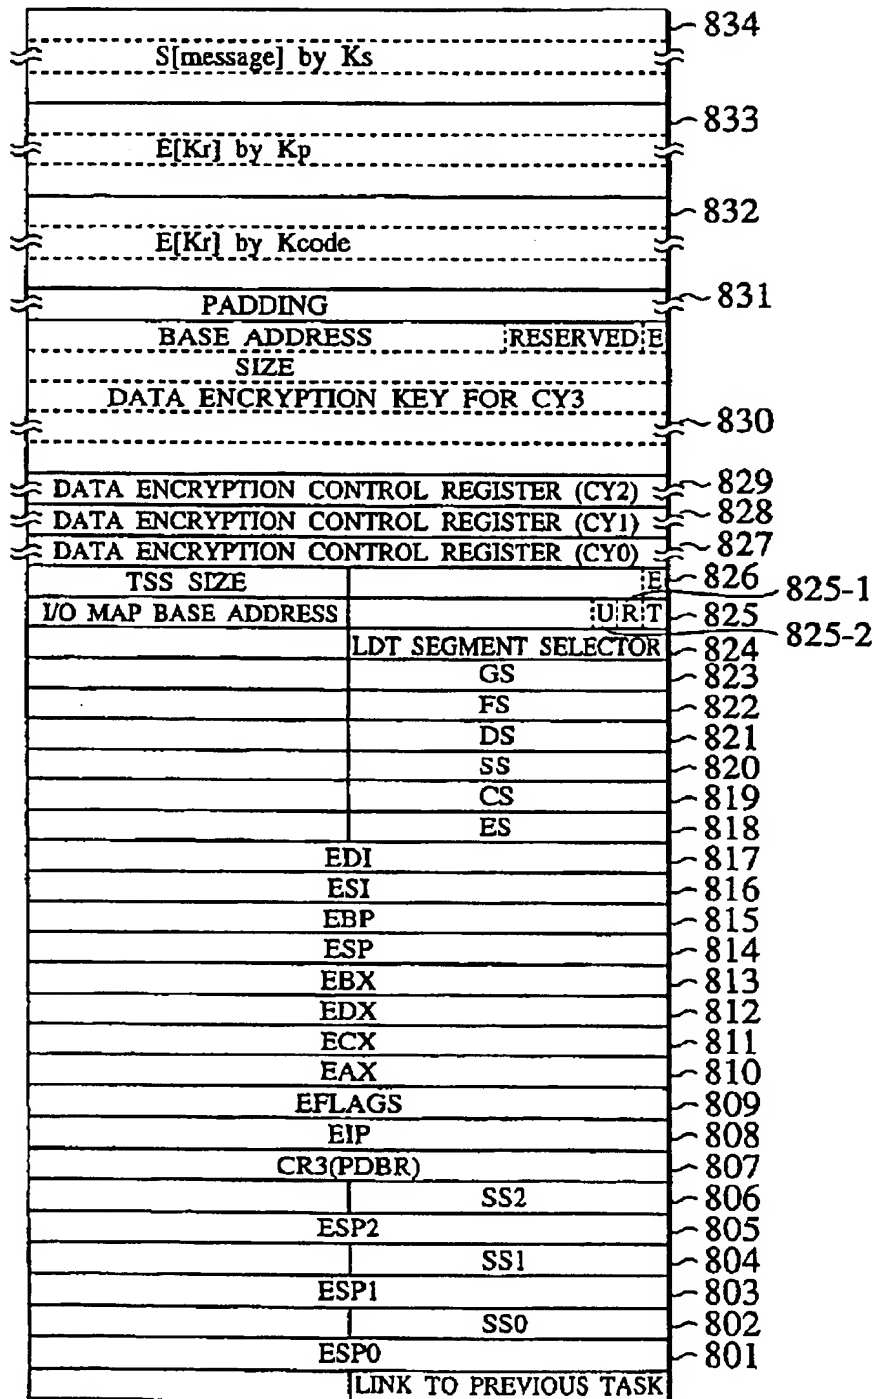 834
S[message] by Ks
833
E[Kr] by Kp
832
E[Kr] by Kcode
831
PADDING
BASE ADDRESS RESERVED E
SIZE
DATA ENCRYPTION KEY FOR CY3
830
DATA ENCRYPTION CONTROL REGISTER (CY2) 829
DATA ENCRYPTION CONTROL REGISTER (CY1) 828
DATA ENCRYPTION CONTROL REGISTER (CY0) 827
TSS SIZE E 826
825-1
I/O MAP BASE ADDRESS U R T 825
825-2
LDT SEGMENT SELECTOR 824
GS 823
FS 822
DS 821
SS 820
CS 819
ES 818
EDI 817
ESI 816
EBP 815
ESP 814
EBX 813
EDX 812
ECX 811
EAX 810
EFLAGS 809
EIP 808
CR3(PDBR) 807
SS2 806
ESP2 805
SS1 804
ESP1 803
SS0 802
ESP0 801
LINK TO PREVIOUS TASK